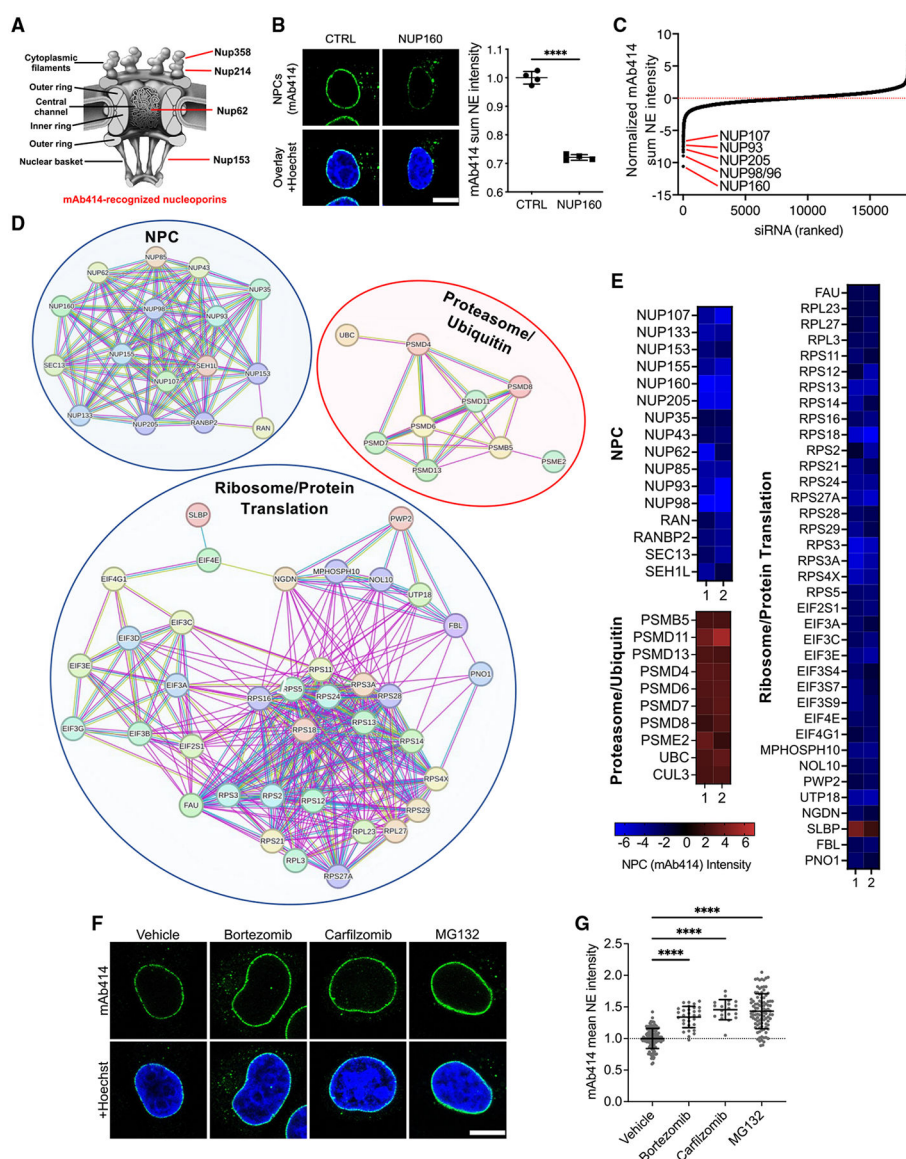 A
Cytoplasmic
filaments
Outer ring
Central
channel
Inner ring
Outer ring
Nuclear basket
Nup358
Nup214
Nup62
Nup153
mAb414-recognized nucleoporins
B
CTRL
NUP160
NPCs
(mAb414)
Overlay
+Hoechst
mAb414 sum NE intensity
1.1
1.0
0.9
0.8
0.7
0.6
****
CTRL
NUP160
C
Normalized mAb414
sum NE intensity
10
5
0
-5
-10
-15
NUP107
NUP93
NUP205
NUP98/96
NUP160
0
5000
10000
15000
siRNA (ranked)
D
NPC
NUP85
NUP62
NUP43
NUP35
NUP160
NUP98
NUP93
NUP155
SEH1L
SEC13
NUP107
NUP153
NUP133
NUP205
RANBP2
RAN
Proteasome/
Ubiquitin
UBC
PSMD4
PSMD8
PSMD11
PSMD6
PSMD7
PSMB5
PSMD13
PSME2
Ribosome/Protein
Translation
SLBP
PWP2
EIF4E
MPHOSPH10
NGDN
NOL10
EIF4G1
UTP18
EIF3C
FBL
EIF3D
EIF3E
RPS11
PNO1
EIF3A
RPS5
RPS3A
RPS16
RPS24
RPS28
EIF3G
EIF3B
RPS13
RPS18
EIF2S1
RPS14
RPS4X
FAU
RPS3
RPS2
RPS12
RPS29
RPS21
RPL23
RPL27
RPL3
RPS27A
E
NPC
NUP107
NUP133
NUP153
NUP155
NUP160
NUP205
NUP35
NUP43
NUP62
NUP85
NUP93
NUP98
RAN
RANBP2
SEC13
SEH1L
1 2
Proteasome/Ubiquitin
PSMB5
PSMD11
PSMD13
PSMD4
PSMD6
PSMD7
PSMD8
PSME2
UBC
CUL3
1 2
-6 -4 -2 0 2 4 6
NPC (mAb414) Intensity
Ribosome/Protein Translation
FAU
RPL23
RPL27
RPL3
RPS11
RPS12
RPS13
RPS14
RPS16
RPS18
RPS2
RPS21
RPS24
RPS27A
RPS28
RPS29
RPS3
RPS3A
RPS4X
RPS5
EIF2S1
EIF3A
EIF3C
EIF3E
EIF3S4
EIF3S7
EIF3S9
EIF4E
EIF4G1
MPHOSPH10
NOL10
PWP2
UTP18
NGDN
SLBP
FBL
PNO1
1 2
F
Vehicle
Bortezomib
Carfilzomib
MG132
mAb414
+Hoechst
G
mAb414 mean NE intensity
2.5
2.0
1.5
1.0
0.5
0.0
****
****
****
Vehicle
Bortezomib
Carfilzomib
MG132